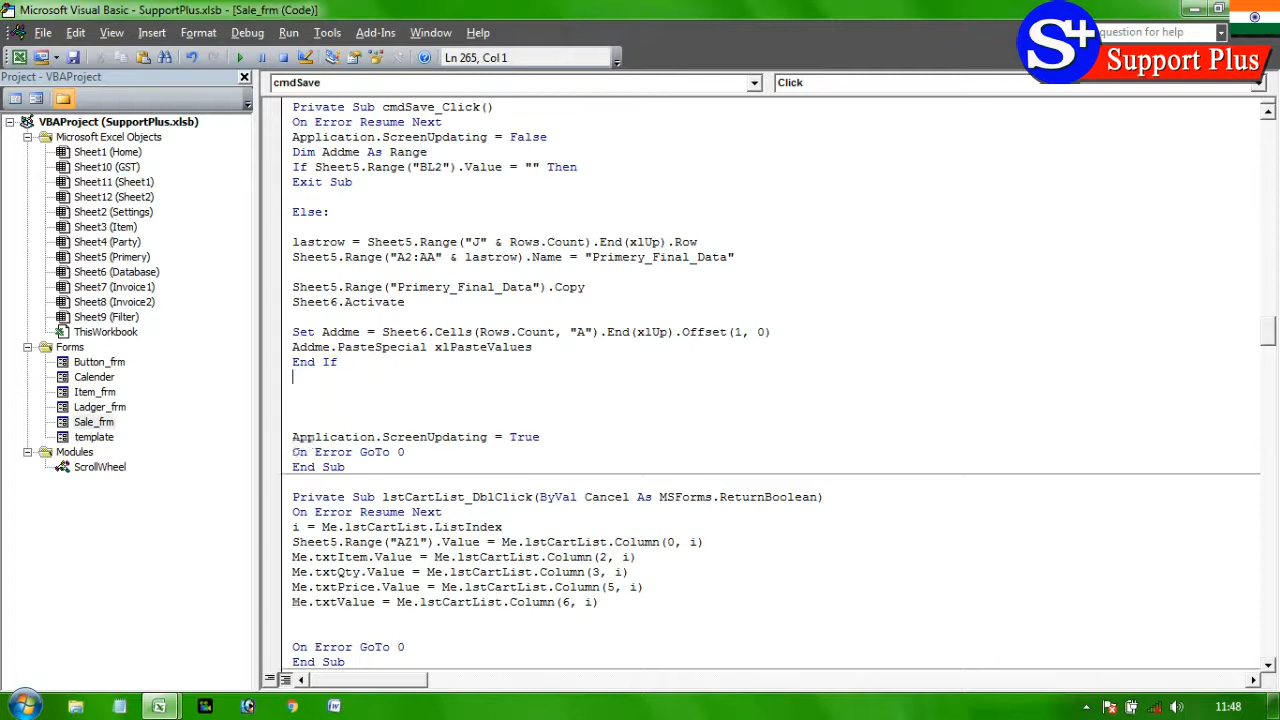 Microsoft Visual Basic - SupportPlus.xlsb - [Sale_frm (Code)]
File Edit View Insert Format Debug Run Tools Add-Ins Window Help
question for help
S+
Support Plus
Ln 265, Col 1
Project - VBAProject
cmdSave
Click
VBAProject (SupportPlus.xlsb)
Microsoft Excel Objects
Sheet1 (Home)
Sheet10 (GST)
Sheet11 (Sheet1)
Sheet12 (Sheet2)
Sheet2 (Settings)
Sheet3 (Item)
Sheet4 (Party)
Sheet5 (Primery)
Sheet6 (Database)
Sheet7 (Invoice1)
Sheet8 (Invoice2)
Sheet9 (Filter)
ThisWorkbook
Forms
Button_frm
Calender
Item_frm
Ladger_frm
Sale_frm
template
Modules
ScrollWheel
Private Sub cmdSave_Click()
On Error Resume Next
Application.ScreenUpdating = False
Dim Addme As Range
If Sheet5.Range("BL2").Value = "" Then
Exit Sub
Else:
lastrow = Sheet5.Range("J" & Rows.Count).End(xlUp).Row
Sheet5.Range("A2:AA" & lastrow).Name = "Primery_Final_Data"
Sheet5.Range("Primery_Final_Data").Copy
Sheet6.Activate
Set Addme = Sheet6.Cells(Rows.Count, "A").End(xlUp).Offset(1, 0)
Addme.PasteSpecial xlPasteValues
End If
Application.ScreenUpdating = True
On Error GoTo 0
End Sub
Private Sub lstCartList_DblClick(ByVal Cancel As MSForms.ReturnBoolean)
On Error Resume Next
i = Me.lstCartList.ListIndex
Sheet5.Range("AZ1").Value = Me.lstCartList.Column(0, i)
Me.txtItem.Value = Me.lstCartList.Column(2, i)
Me.txtQty.Value = Me.lstCartList.Column(3, i)
Me.txtPrice.Value = Me.lstCartList.Column(5, i)
Me.txtValue = Me.lstCartList.Column(6, i)
On Error GoTo 0
End Sub
11:48